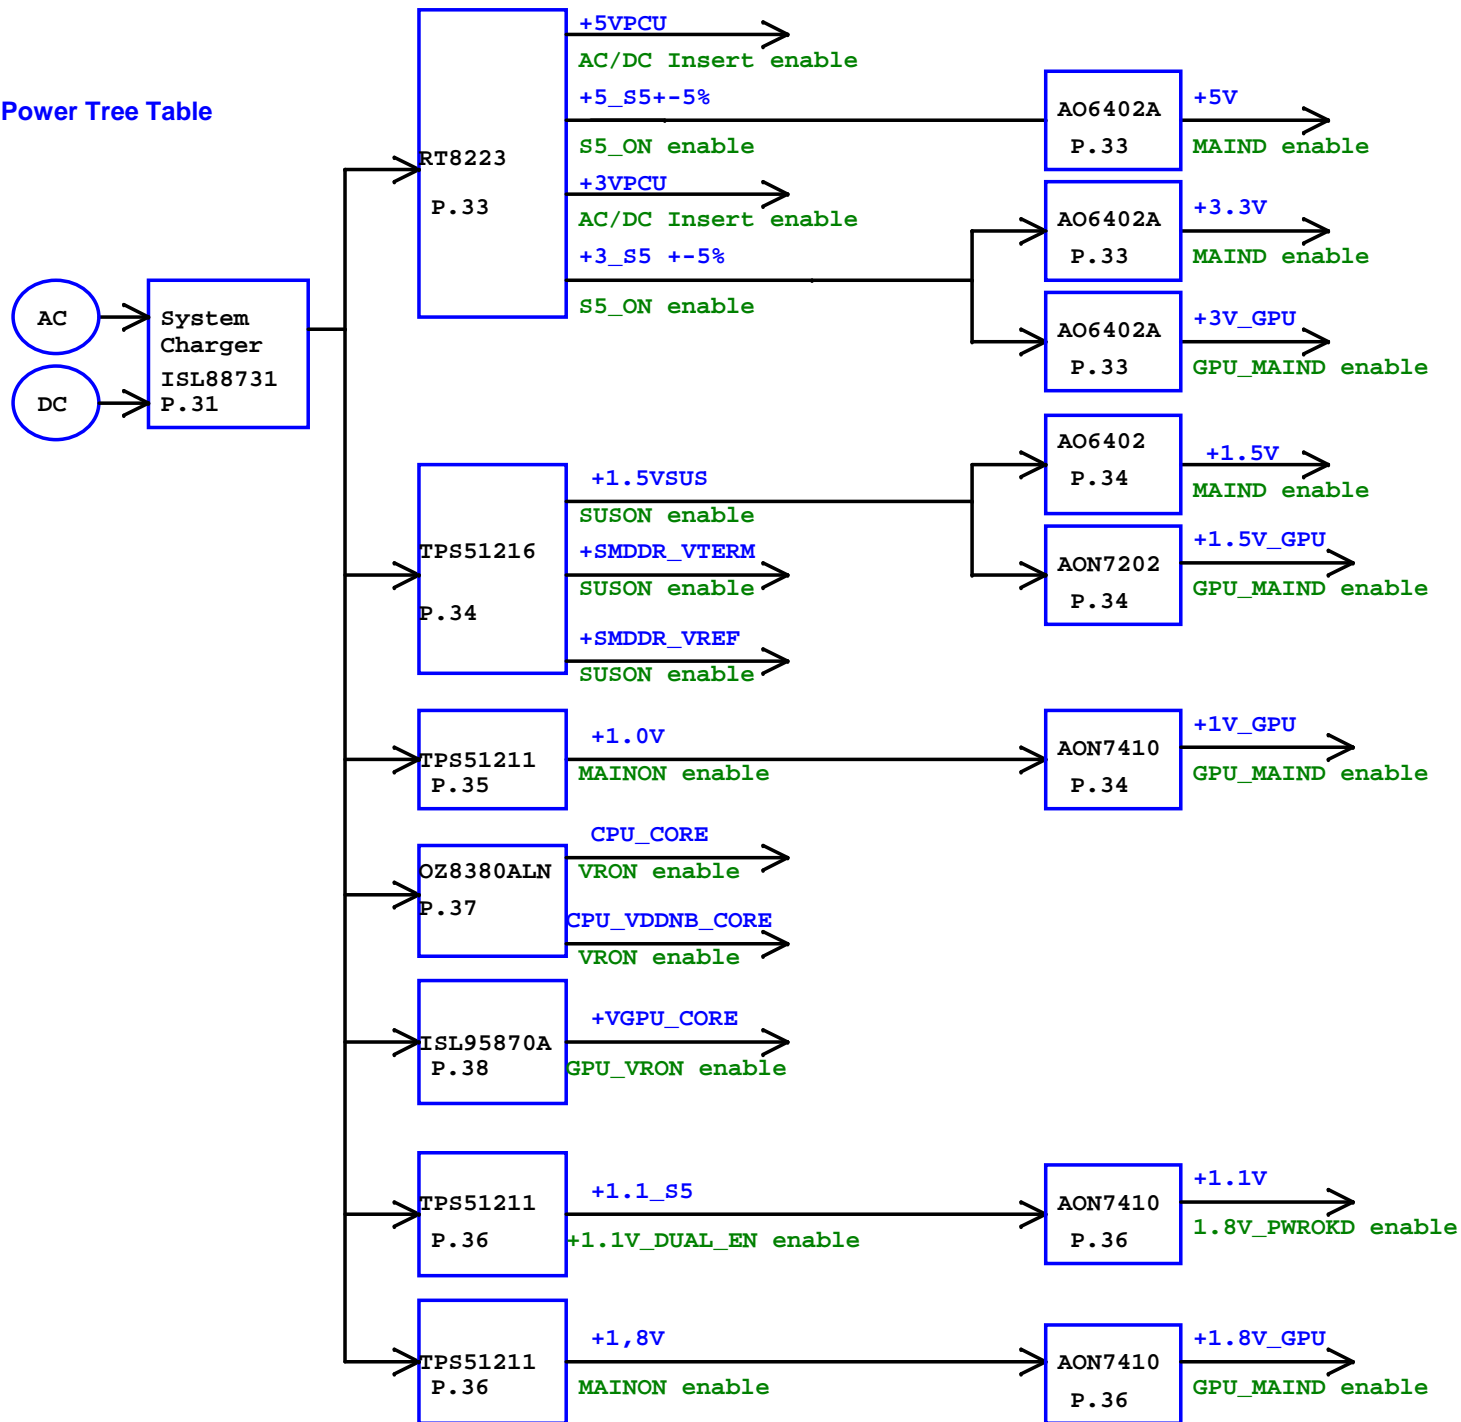 Power Tree Table
AC
DC
System
Charger
ISL88731
P.31
RT8223
P.33
+5VPCU
AC/DC Insert enable
+5_S5+-5%
S5_ON enable
+3VPCU
AC/DC Insert enable
+3_S5 +-5%
S5_ON enable
AO6402A
P.33
+5V
MAIND enable
AO6402A
P.33
+3.3V
MAIND enable
AO6402A
P.33
+3V_GPU
GPU_MAIND enable
TPS51216
P.34
+1.5VSUS
SUSON enable
+SMDDR_VTERM
SUSON enable
+SMDDR_VREF
SUSON enable
AO6402
P.34
+1.5V
MAIND enable
AON7202
P.34
+1.5V_GPU
GPU_MAIND enable
TPS51211
P.35
+1.0V
MAINON enable
AON7410
P.34
+1V_GPU
GPU_MAIND enable
OZ8380ALN
P.37
CPU_CORE
VRON enable
CPU_VDDNB_CORE
VRON enable
ISL95870A
P.38
+VGPU_CORE
GPU_VRON enable
TPS51211
P.36
+1.1_S5
+1.1V_DUAL_EN enable
AON7410
P.36
+1.1V
1.8V_PWROKD enable
TPS51211
P.36
+1,8V
MAINON enable
AON7410
P.36
+1.8V_GPU
GPU_MAIND enable